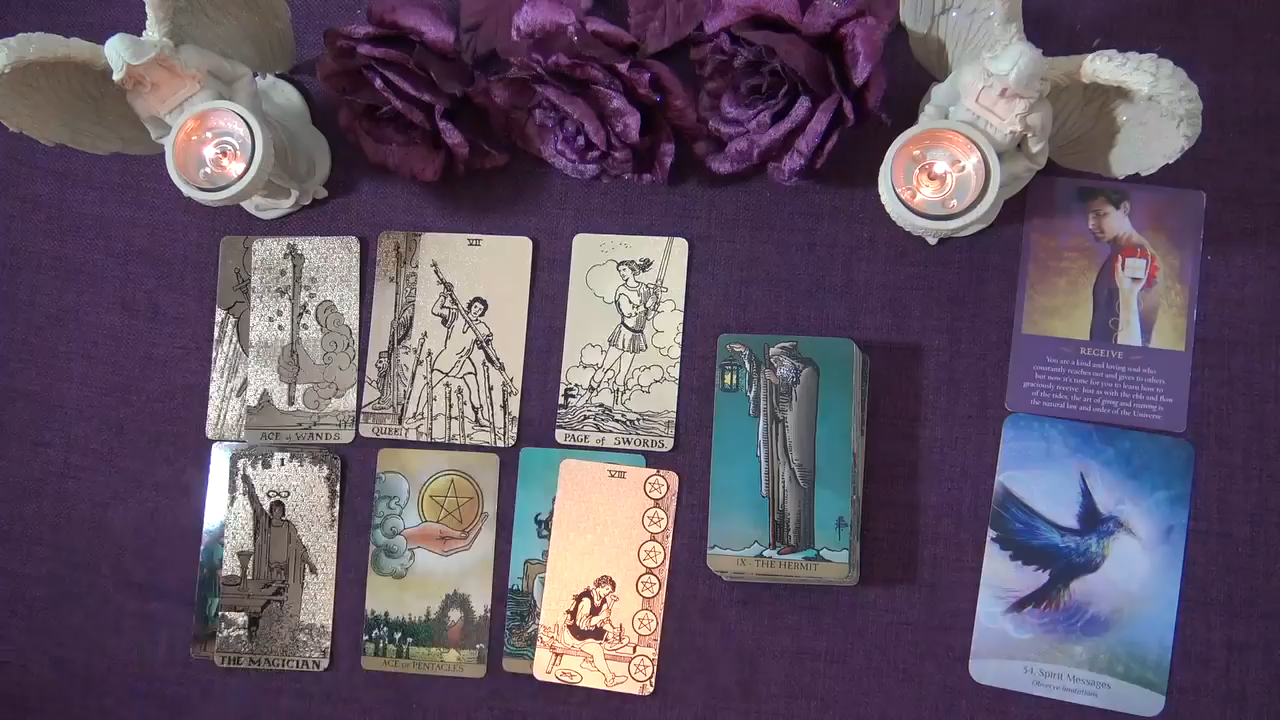 ACE of WANDS.
VII
QUEE
PAGE of SWORDS.
I
THE MAGICIAN
ACE of PENTACLES
VIII
IX - THE HERMIT
RECEIVE
You are a kind and loving soul who
constantly reaches out and gives to others
but now it's time for you to learn how to
graciously receive. Just as with the ebb and flow
of the tides, the art of giving and receiving is
the natural law and order of the Universe
54. Spirit Messages
Observe Invitations